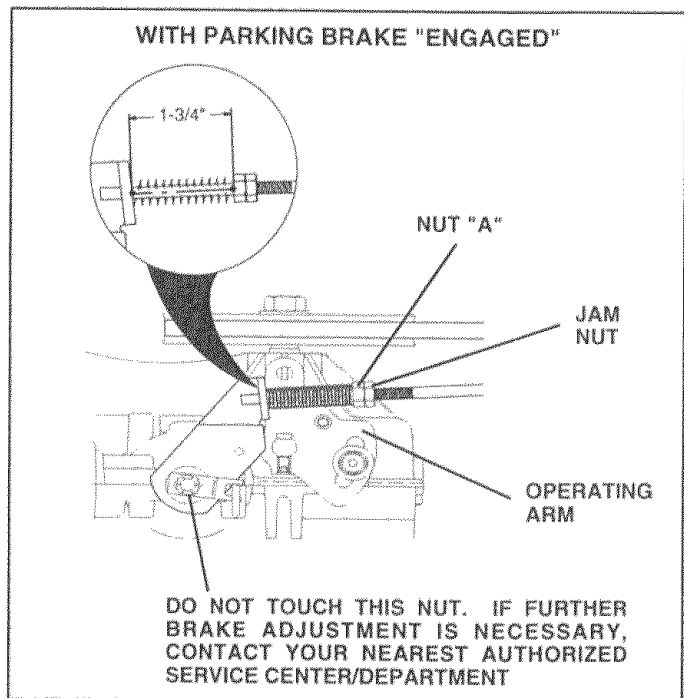 WITH PARKING BRAKE "ENGAGED"
1-3/4"
NUT "A"
JAM
NUT
OPERATING
ARM
DO NOT TOUCH THIS NUT. IF FURTHER
BRAKE ADJUSTMENT IS NECESSARY,
CONTACT YOUR NEAREST AUTHORIZED
SERVICE CENTER/DEPARTMENT